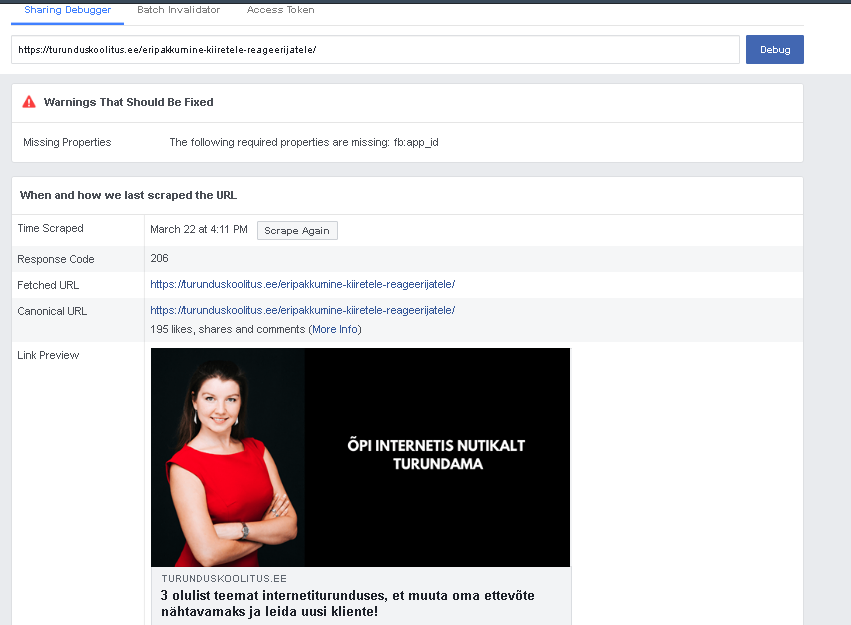 Sharing Debugger Batch Invalidator Access Token
https://turunduskoolitus.ee/eripakkumine-kiiretele-reageerijatele/ Debug
Warnings That Should Be Fixed
Missing Properties The following required properties are missing: fb:app_id
When and how we last scraped the URL
Time Scraped March 22 at 4:11 PM Scrape Again
Response Code 206
Fetched URL https://turunduskoolitus.ee/eripakkumine-kiiretele-reageerijatele/
Canonical URL https://turunduskoolitus.ee/eripakkumine-kiiretele-reageerijatele/
195 likes, shares and comments (More Info)
Link Preview
ÕPI INTERNETIS NUTIKALT
TURUNDAMA
TURUNDUSKOOLITUS.EE
3 olulist teemat internetiturunduses, et muuta oma ettevõte
nähtavamaks ja leida uusi kliente!